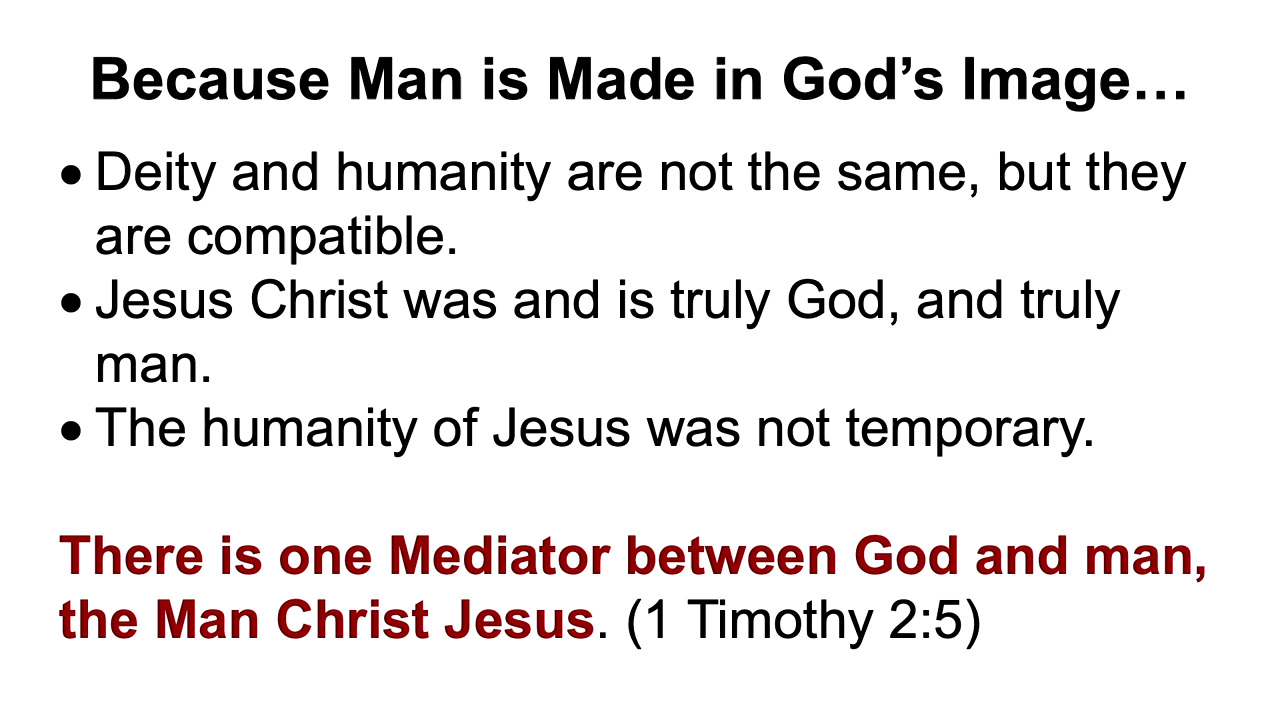 Because Man is Made in God’s Image…
• Deity and humanity are not the same, but they
are compatible.
• Jesus Christ was and is truly God, and truly
man.
• The humanity of Jesus was not temporary.
There is one Mediator between God and man,
the Man Christ Jesus. (1 Timothy 2:5)